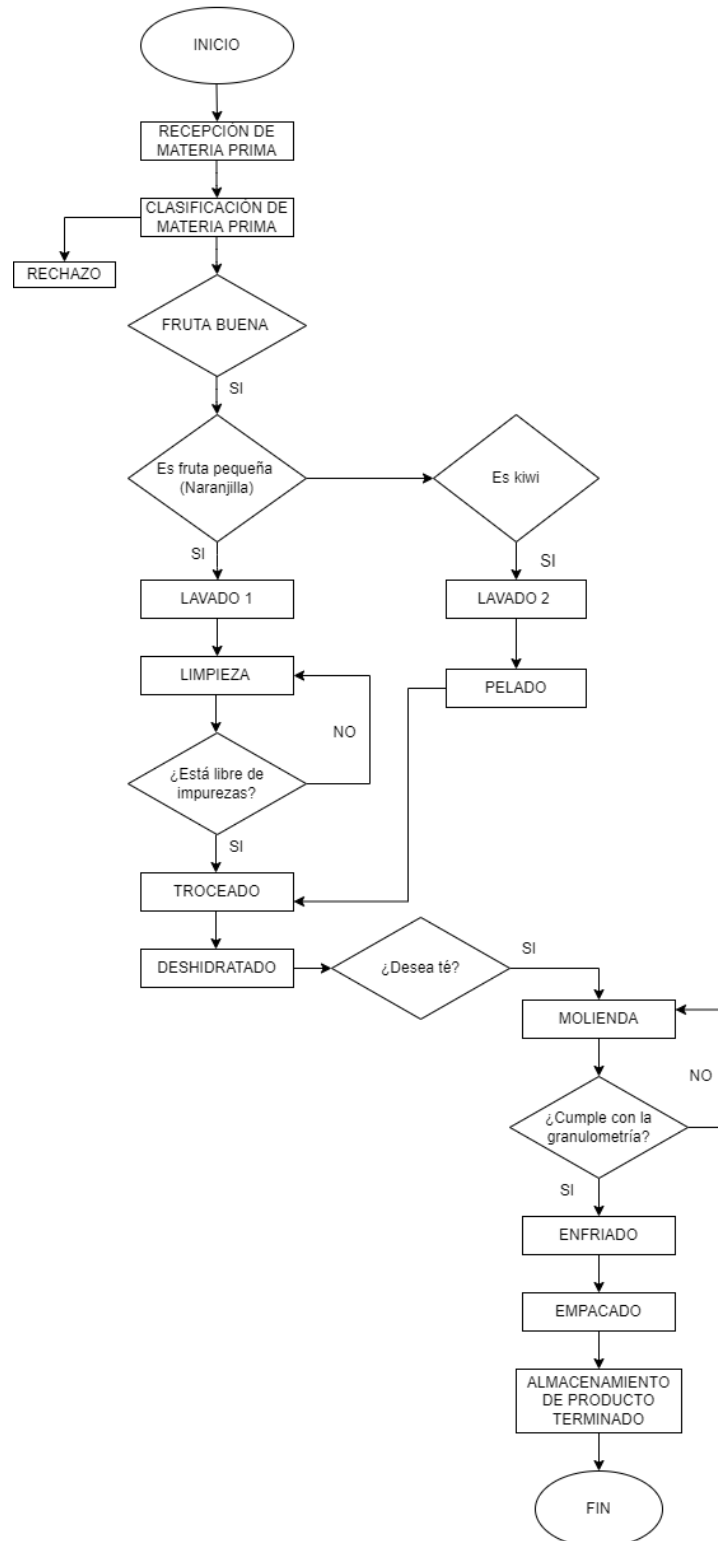 INICIO
RECEPCIÓN DE
MATERIA PRIMA
CLASIFICACIÓN DE
MATERIA PRIMA
RECHAZO
FRUTA BUENA
SI
Es fruta pequeña
(Naranjilla)
Es kiwi
SI
SI
LAVADO 1
LAVADO 2
LIMPIEZA
PELADO
NO
¿Está libre de
impurezas?
SI
TROCEADO
DESHIDRATADO
¿Desea té?
SI
MOLIENDA
NO
¿Cumple con la
granulometría?
SI
ENFRIADO
EMPACADO
ALMACENAMIENTO
DE PRODUCTO
TERMINADO
FIN